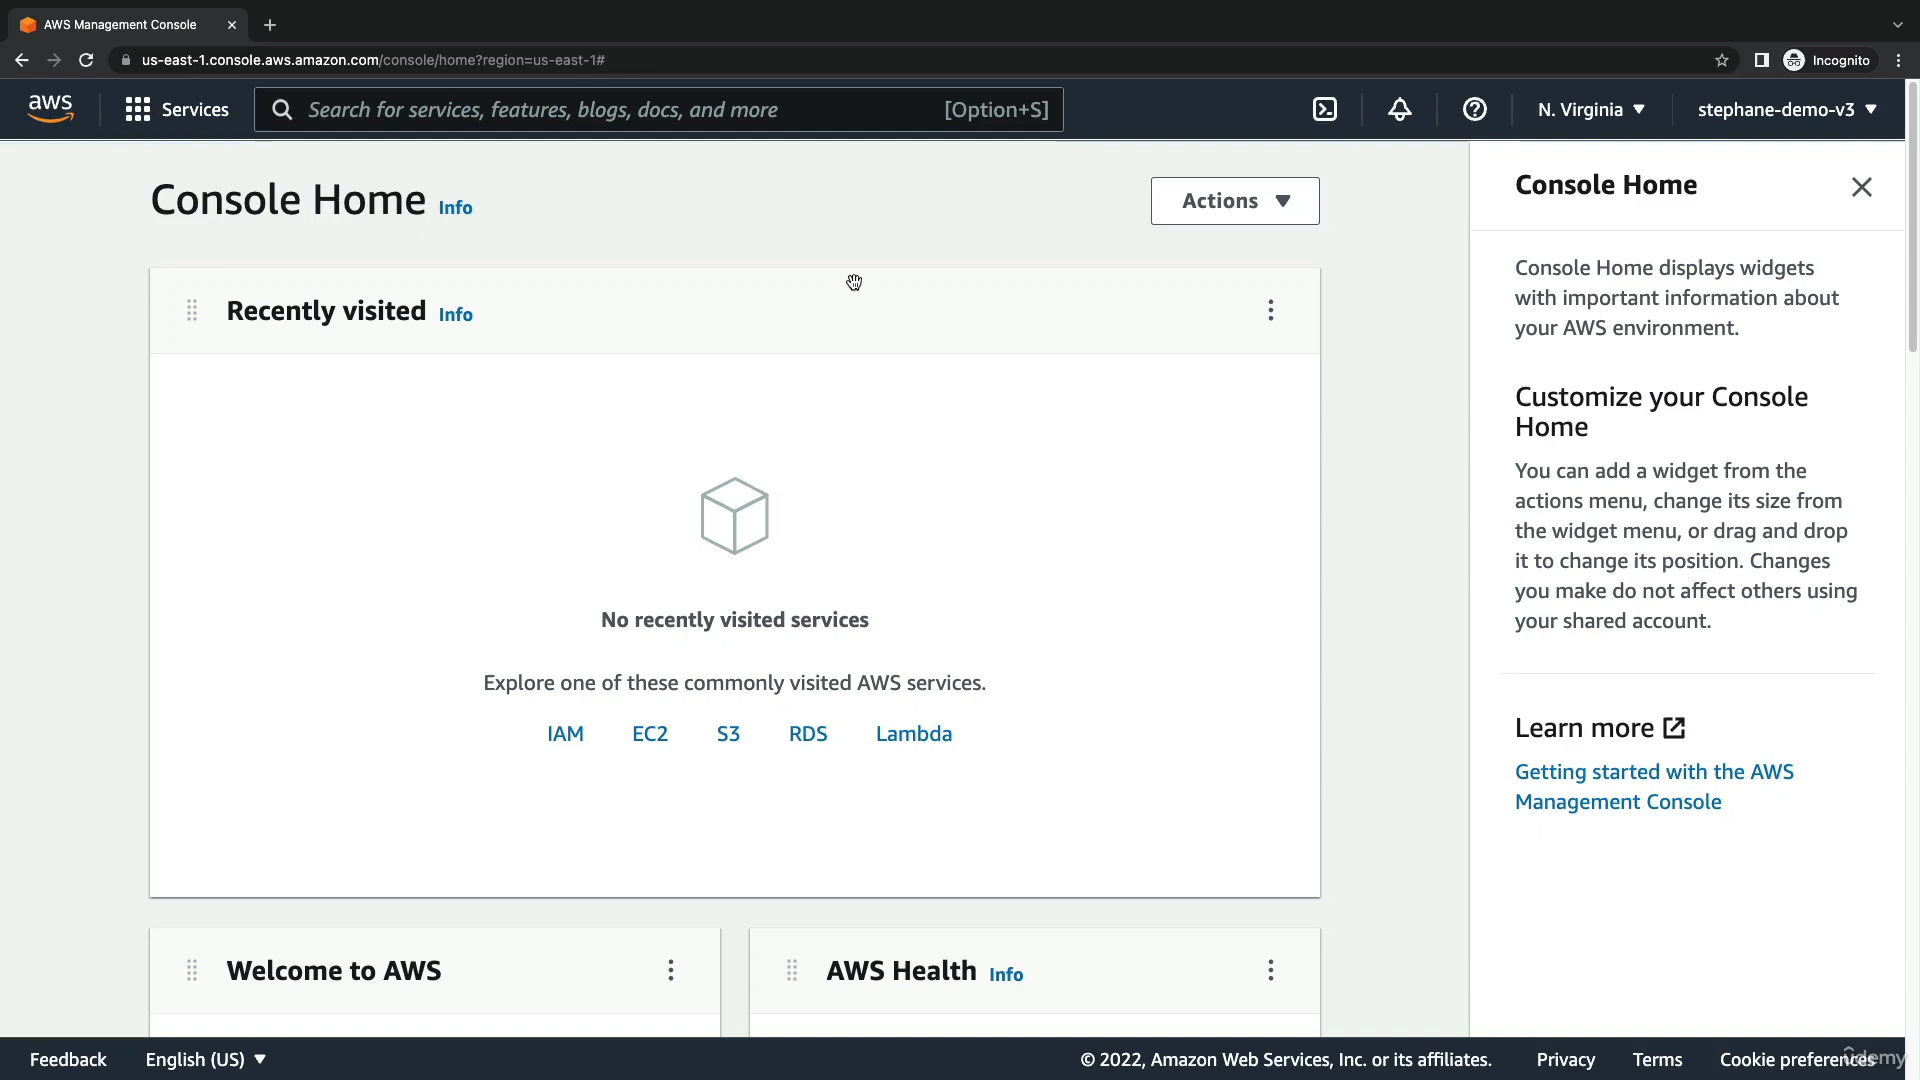 AWS Management Console
us-east-1.console.aws.amazon.com/console/home?region=us-east-1#
Incognito
aws
Services
Search for services, features, blogs, docs, and more
[Option+S]
N. Virginia
stephane-demo-v3
Console Home Info
Actions
Recently visited Info
No recently visited services
Explore one of these commonly visited AWS services.
IAM EC2 S3 RDS Lambda
Welcome to AWS
AWS Health Info
Console Home
Console Home displays widgets
with important information about
your AWS environment.
Customize your Console
Home
You can add a widget from the
actions menu, change its size from
the widget menu, or drag and drop
it to change its position. Changes
you make do not affect others using
your shared account.
Learn more
Getting started with the AWS
Management Console
Feedback
English (US)
© 2022, Amazon Web Services, Inc. or its affiliates.
Privacy
Terms
Cookie preferences
ûdemy